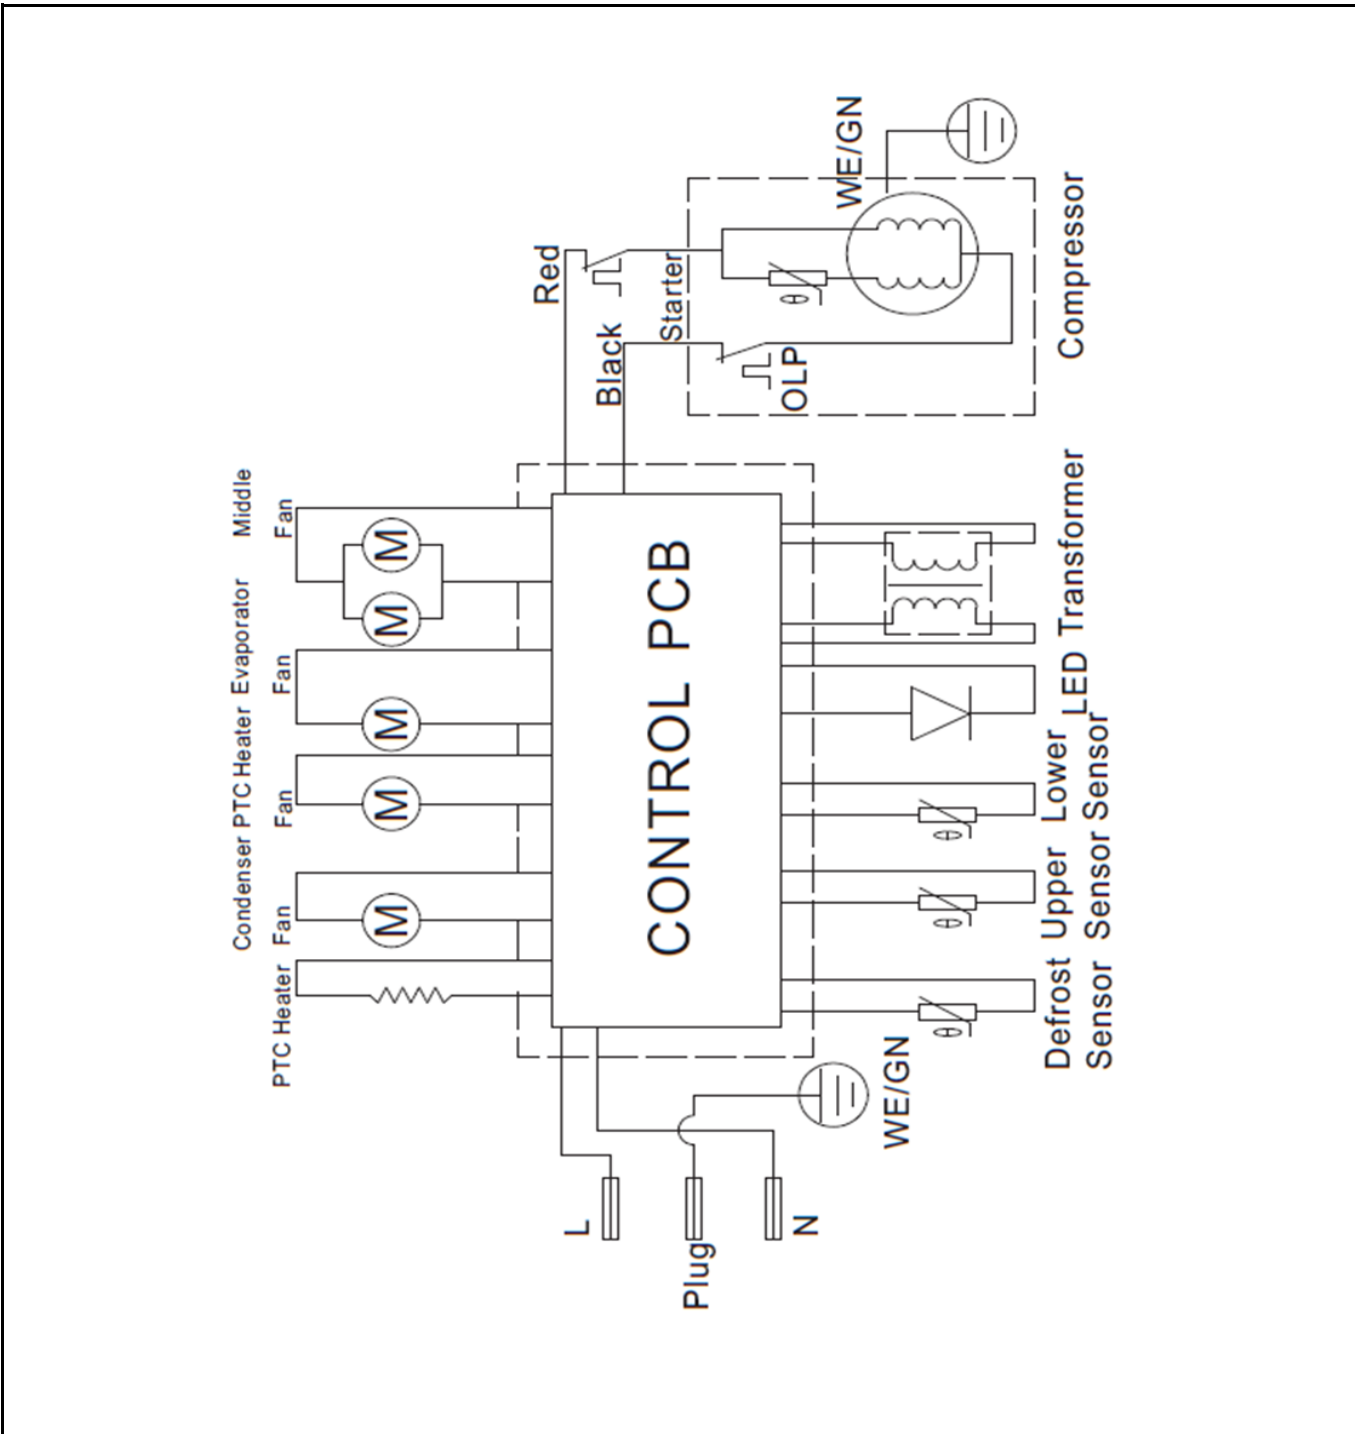 PTC Heater
Condenser
Fan
PTC Heater
Fan
Evaporator
Fan
Middle
Fan
M
M
M
M
M
L
Plug
N
WE/GN
CONTROL PCB
Red
Black
Starter
OLP
WE/GN
Compressor
Defrost
Sensor
Upper
Sensor
Lower
Sensor
LED
Transformer